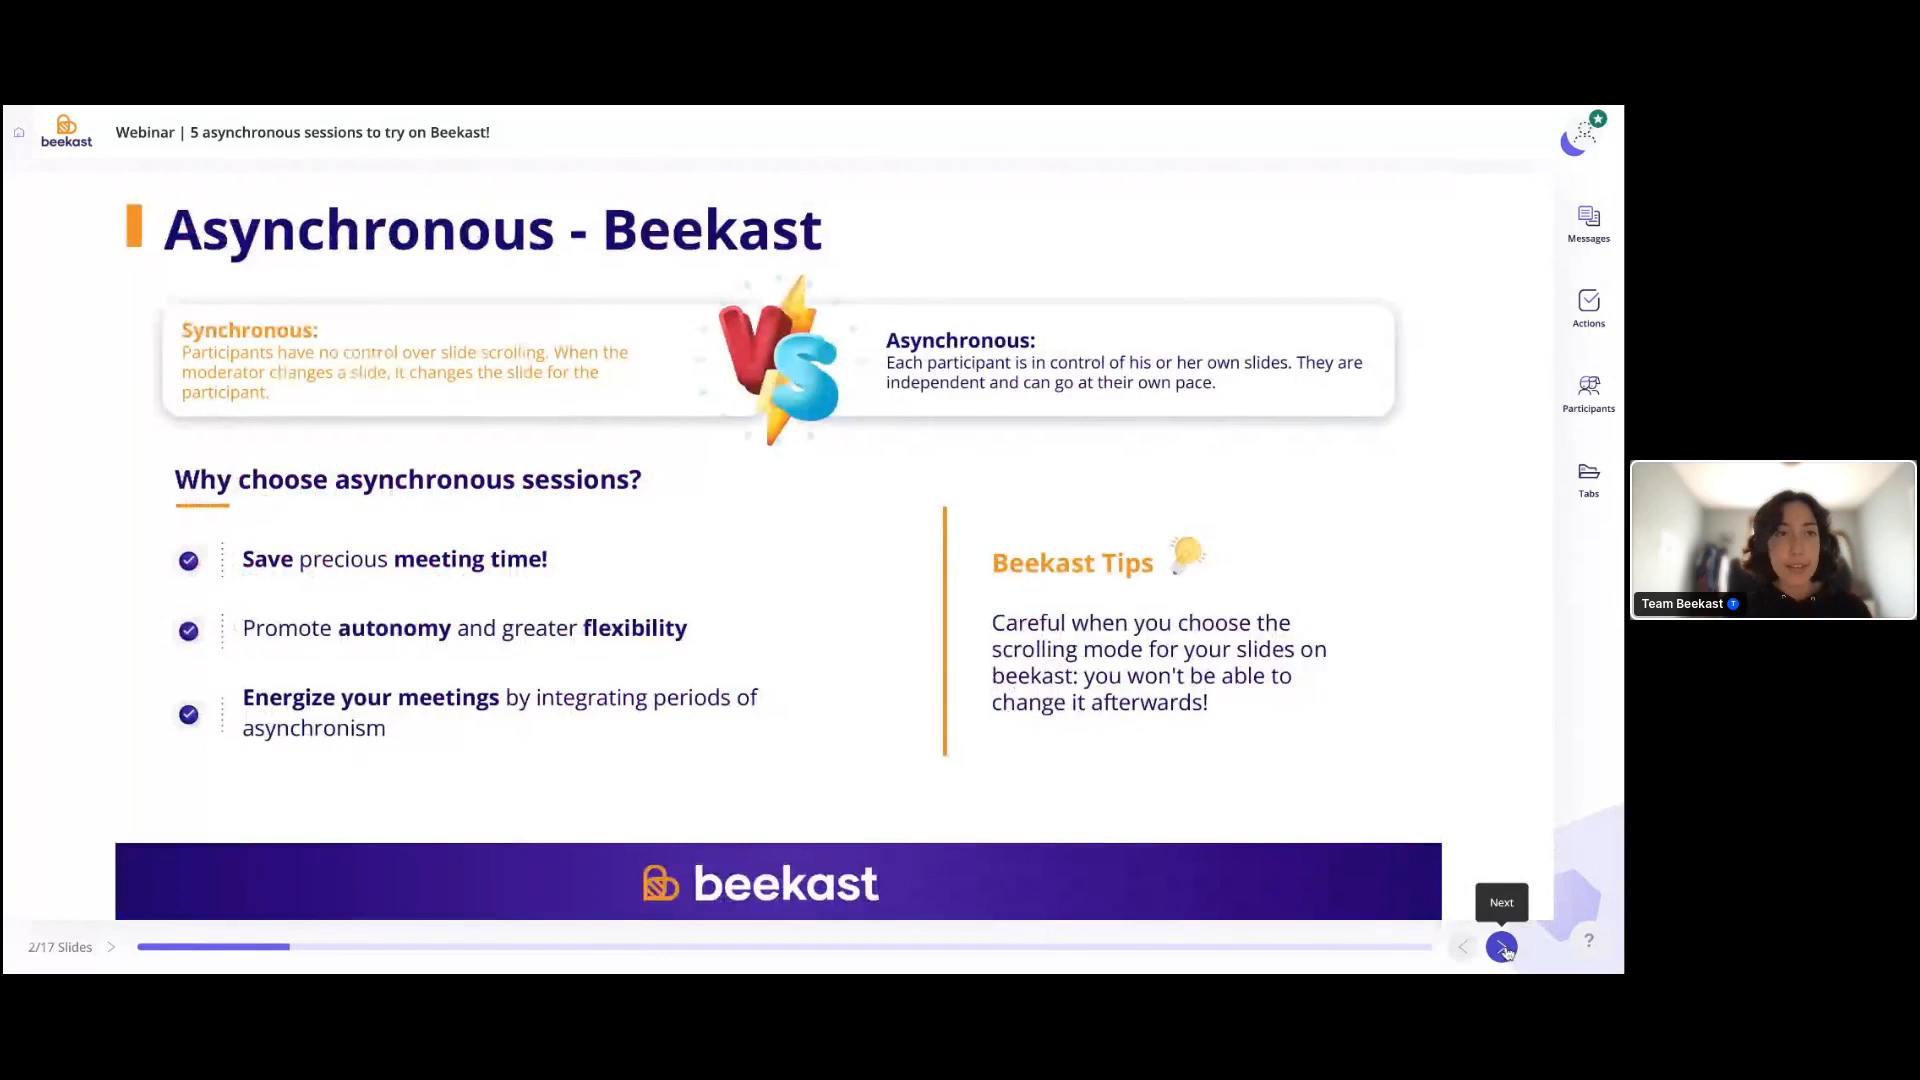 beekast
Webinar | 5 asynchronous sessions to try on Beekast!
Asynchronous - Beekast
Synchronous:
Participants have no control over slide scrolling. When the
moderator changes a slide, it changes the slide for the
participant.
VS
Asynchronous:
Each participant is in control of his or her own slides. They are
independent and can go at their own pace.
Why choose asynchronous sessions?
Save precious meeting time!
Promote autonomy and greater flexibility
Energize your meetings by integrating periods of
asynchronism
Beekast Tips
Careful when you choose the
scrolling mode for your slides on
beekast: you won't be able to
change it afterwards!
beekast
Messages
Actions
Participants
Tabs
Team Beekast T
Next
2/17 Slides
?